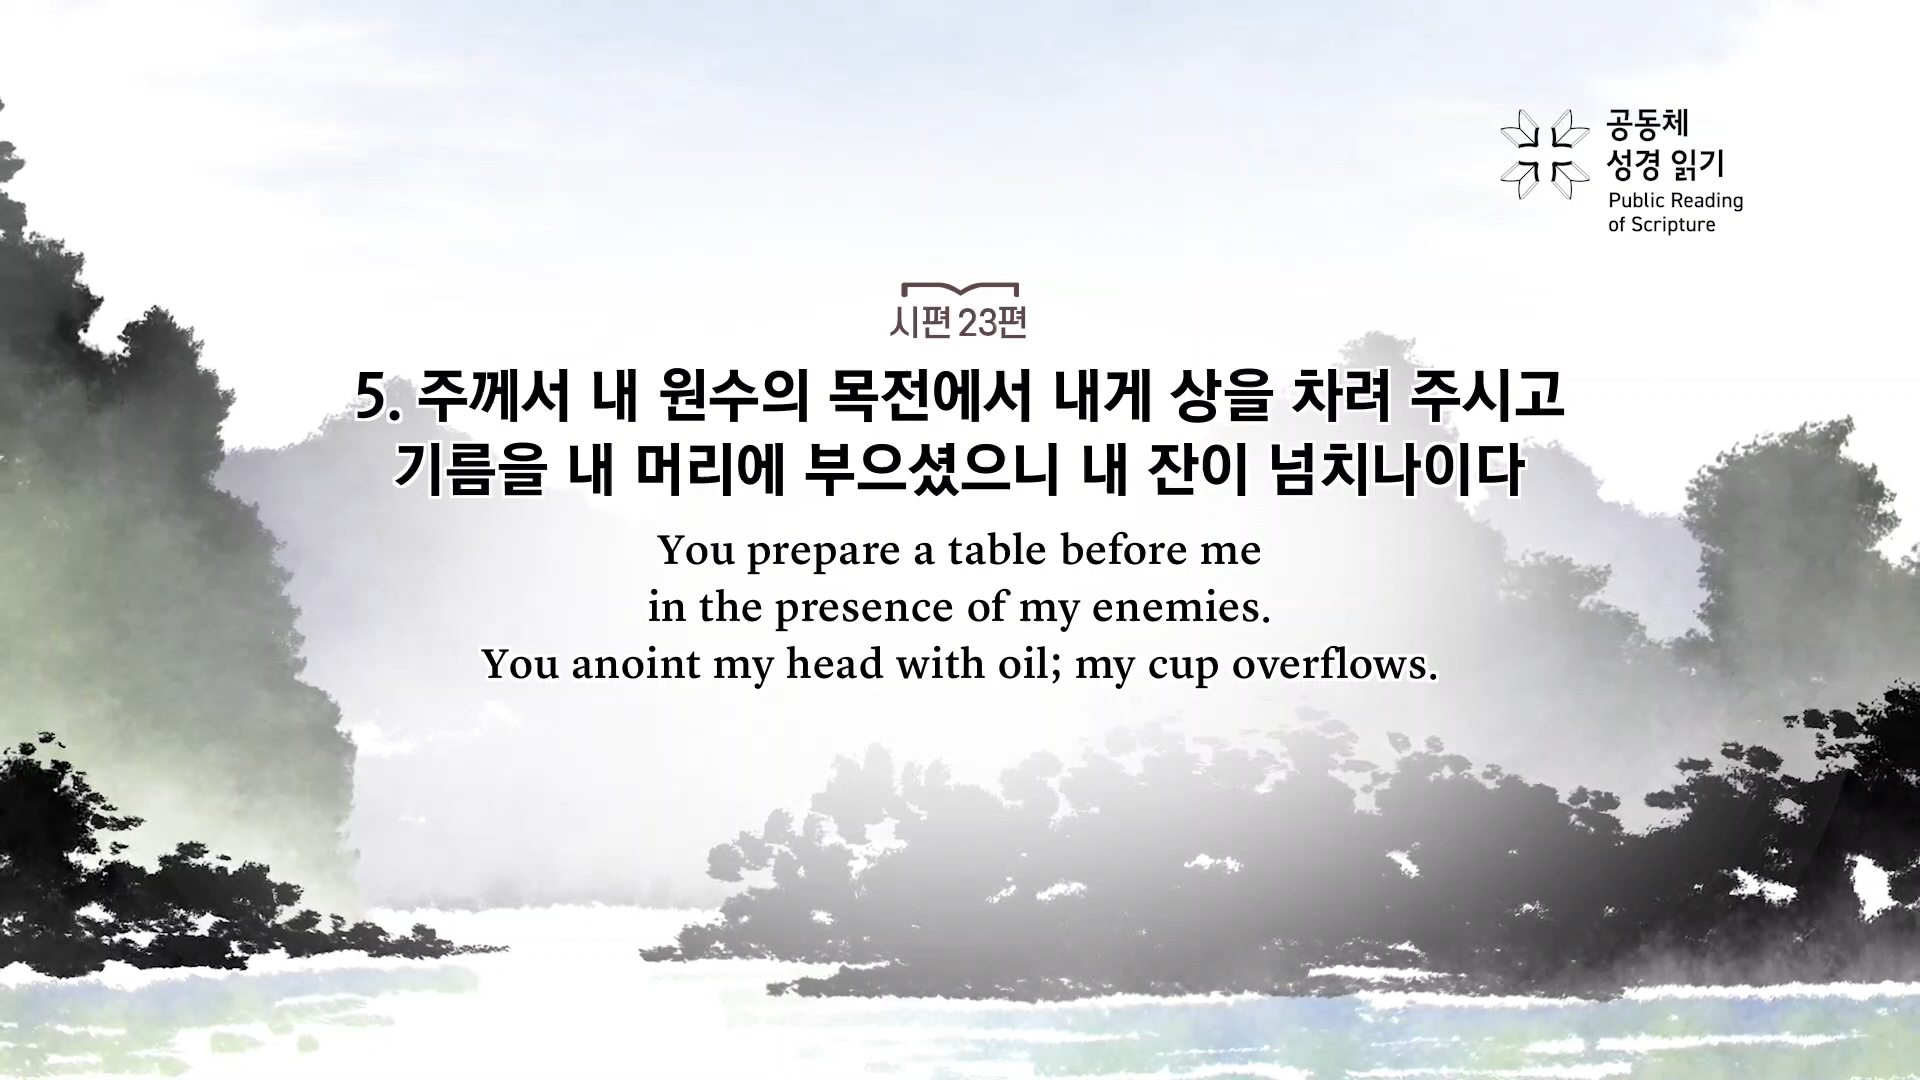 공동체
성경 읽기
Public Reading
of Scripture
시편 23편
5. 주께서 내 원수의 목전에서 내게 상을 차려 주시고
기름을 내 머리에 부으셨으니 내 잔이 넘치나이다
You prepare a table before me
in the presence of my enemies.
You anoint my head with oil; my cup overflows.